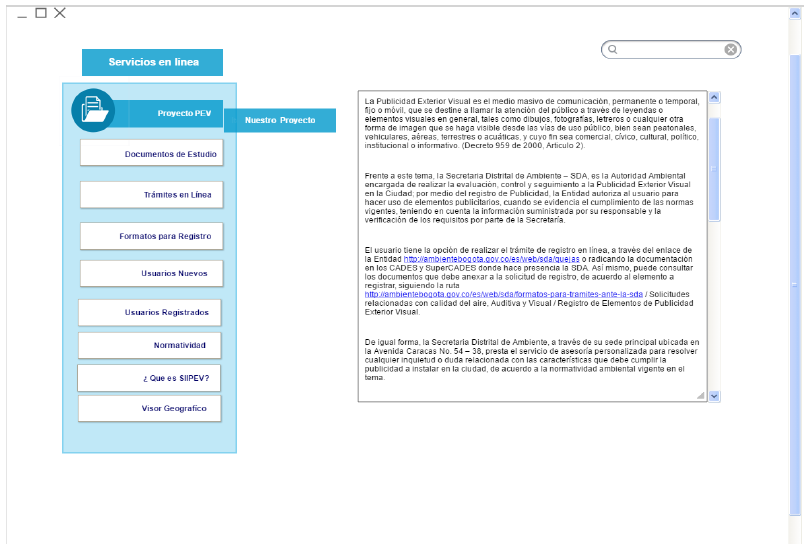 Servicios en linea
Proyecto PEV
Nuestro Proyecto
Documentos de Estudio
Trámites en Línea
Formatos para Registro
Usuarios Nuevos
Usuarios Registrados
Normatividad
¿ Que es SIIPEV?
Visor Geografico
La Publicidad Exterior Visual es el medio masivo de comunicación, permanente o temporal,
fijo o móvil, que se destine a llamar la atención del público a través de leyendas o
elementos visuales en general, tales como dibujos, fotografías, letreros o cualquier otra
forma de imagen que se haga visible desde las vías de uso público, bien sean peatonales,
vehiculares, aéreas, terrestres o acuáticas, y cuyo fin sea comercial, cívico, cultural, político,
institucional o informativo. (Decreto 959 de 2000, Articulo 2).
Frente a este tema, la Secretaria Distrital de Ambiente – SDA, es la Autoridad Ambiental
encargada de realizar la evaluación, control y seguimiento a la Publicidad Exterior Visual
en la Ciudad; por medio del registro de Publicidad, la Entidad autoriza al usuario para
hacer uso de elementos publicitarios, cuando se evidencia el cumplimiento de las normas
vigentes, teniendo en cuenta la información suministrada por su responsable y la
verificación de los requisitos por parte de la Secretaría.
El usuario tiene la opción de realizar el trámite de registro en línea, a través del enlace de
la Entidad http://ambientebogota.gov.co/es/web/sda/quejas o radicando la documentación
en los CADES y SuperCADES donde hace presencia la SDA. Así mismo, puede consultar
los documentos que debe anexar a la solicitud de registro, de acuerdo al elemento a
registrar, siguiendo la ruta
http://ambientebogota.gov.co/es/web/sda/formatos-para-tramites-ante-la-sda / Solicitudes
relacionadas con calidad del aire, Auditiva y Visual / Registro de Elementos de Publicidad
Exterior Visual.
De igual forma, la Secretaria Distrital de Ambiente, a través de su sede principal ubicada en
la Avenida Caracas No. 54 – 38, presta el servicio de asesoría personalizada para resolver
cualquier inquietud o duda relacionada con las características que debe cumplir la
publicidad a instalar en la ciudad, de acuerdo a la normatividad ambiental vigente en el
tema.